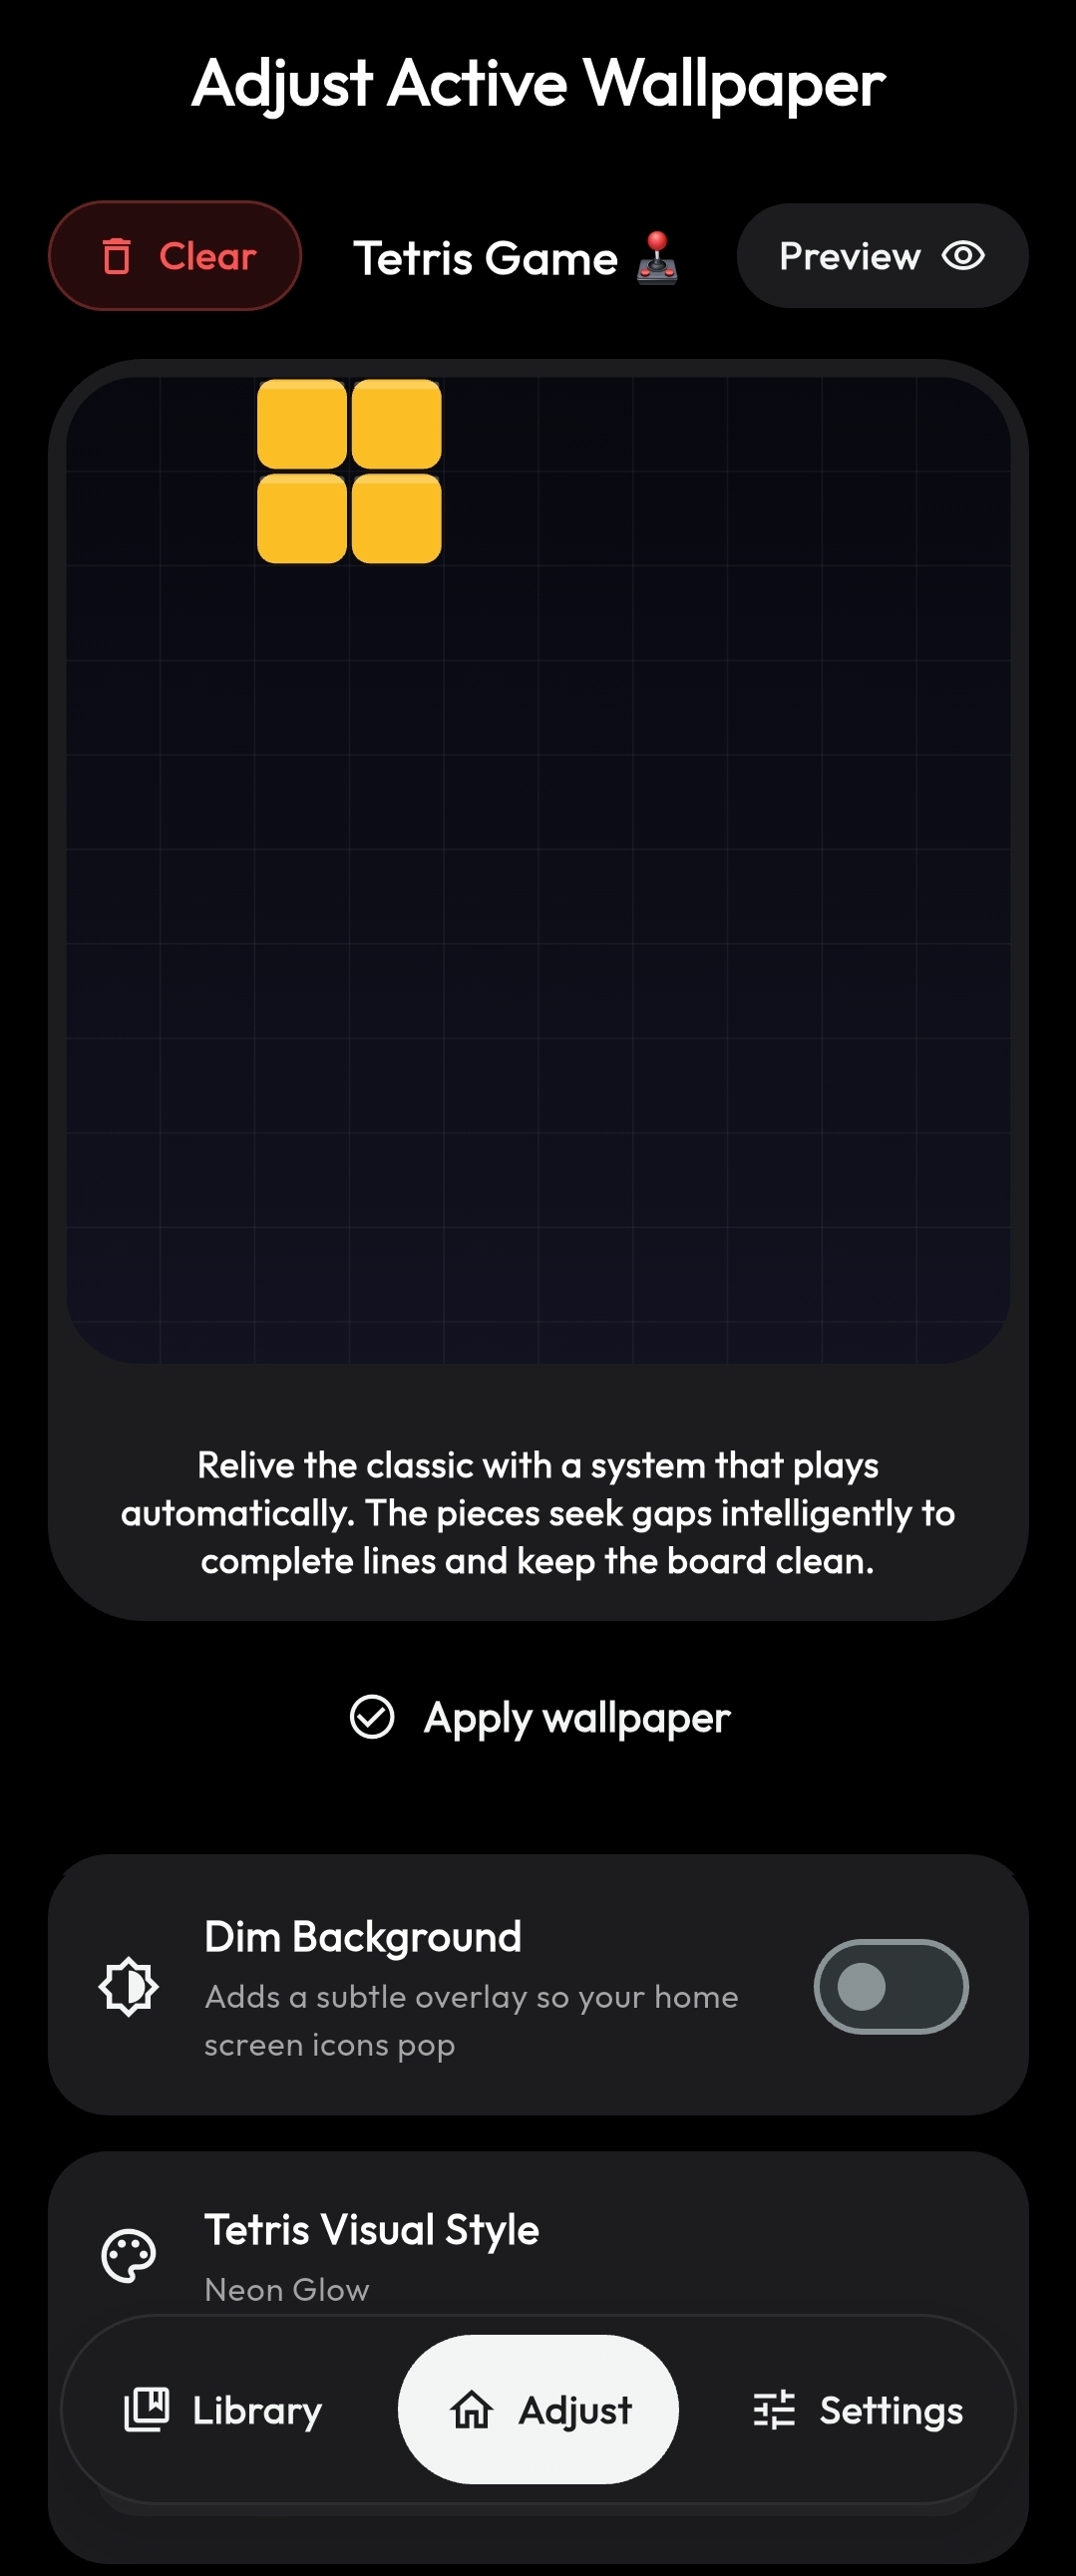 Adjust Active Wallpaper
Clear
Tetris Game 🕹️
Preview
Relive the classic with a system that plays
automatically. The pieces seek gaps intelligently to
complete lines and keep the board clean.
Apply wallpaper
Dim Background
Adds a subtle overlay so your home
screen icons pop
Tetris Visual Style
Neon Glow
Library
Adjust
Settings